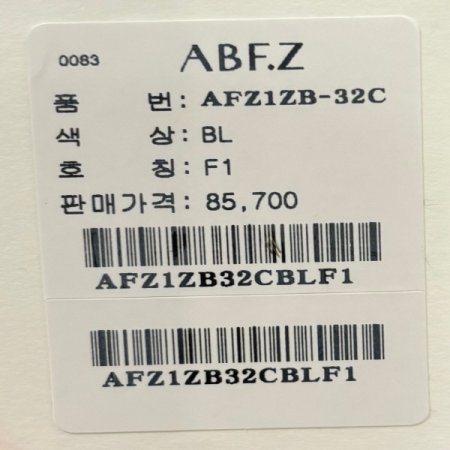 0083 ABF.Z
품 번: AFZ1ZB-32C
색 상: BL
호 칭: F1
판매가격: 85,700
AFZ1ZB32CBLF1
AFZ1ZB32CBLF1